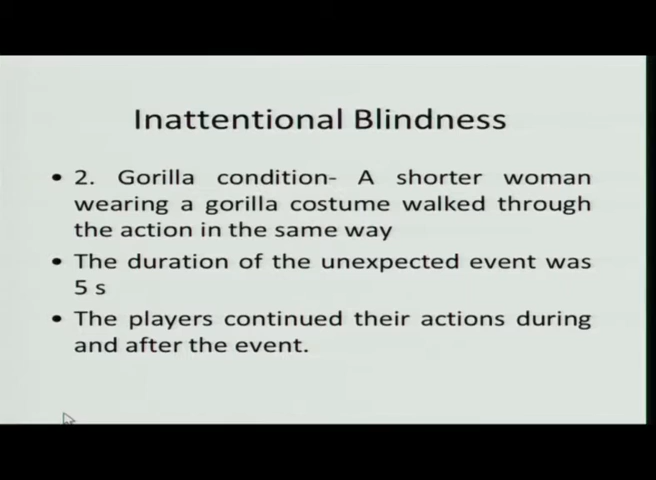 Inattentional Blindness
• 2. Gorilla condition- A shorter woman
wearing a gorilla costume walked through
the action in the same way
• The duration of the unexpected event was
5 s
• The players continued their actions during
and after the event.